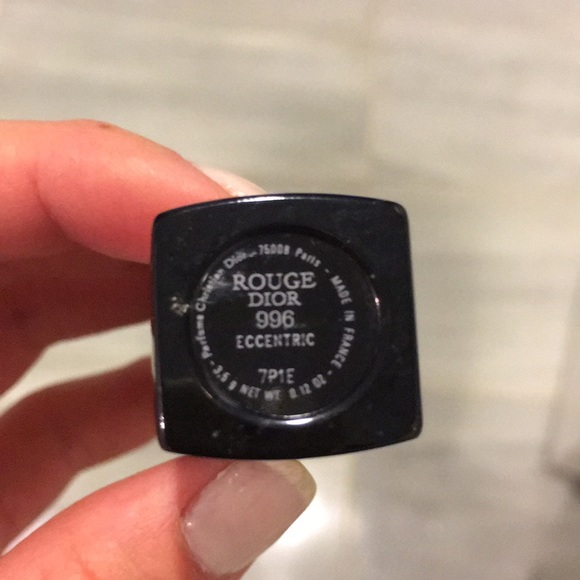 Parfums Christian Dior - 75008 Paris - MADE IN FRANCE - 3,5 g NET WT. 0.12 OZ -
ROUGE
DIOR
996
ECCENTRIC
7P1E